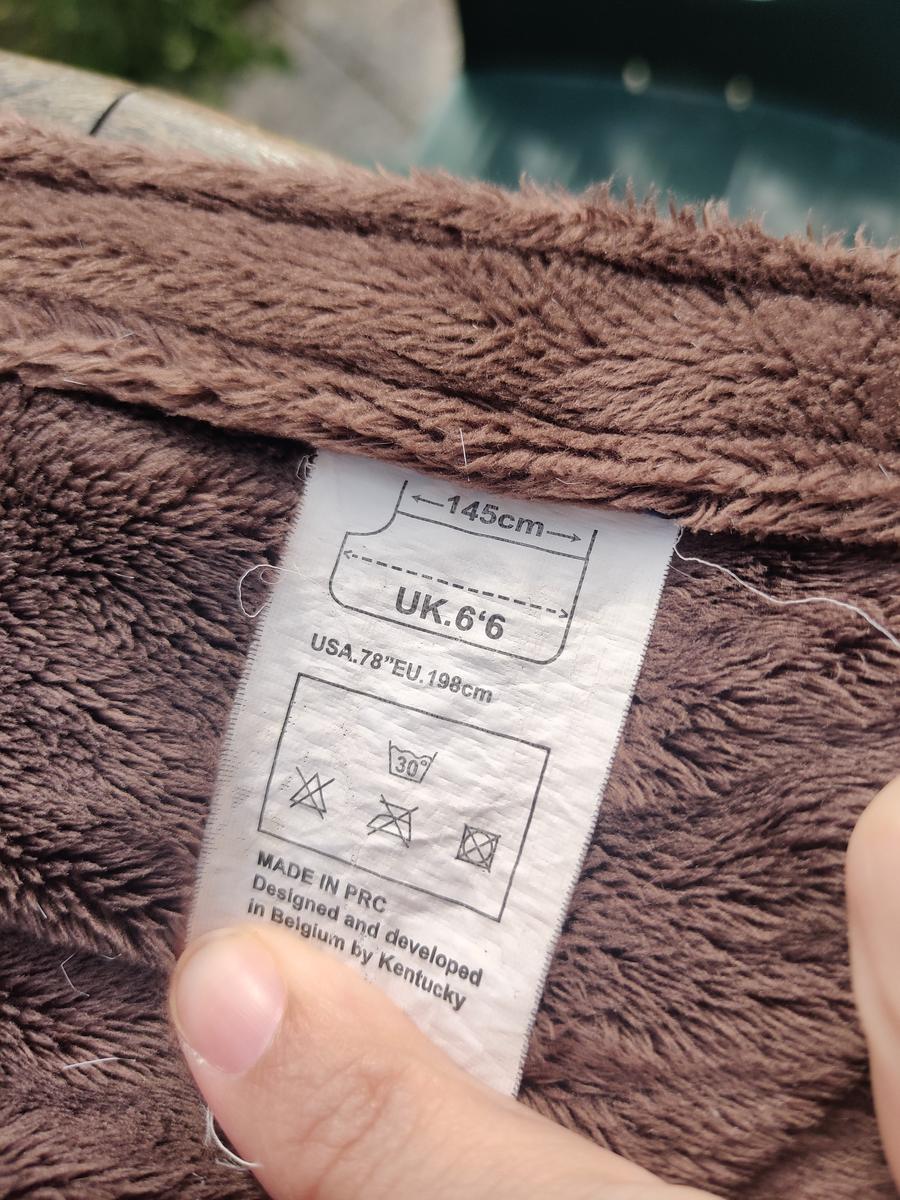 145cm
UK.6‘6
USA.78”EU.198cm
30°
MADE IN PRC
Designed and developed
in Belgium by Kentucky